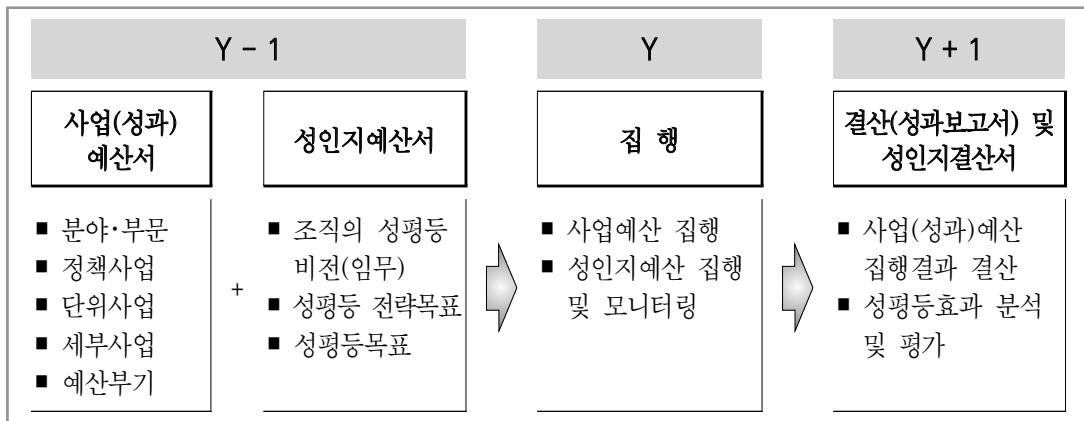 Y - 1
사업(성과)
예산서
■ 분야·부문
■ 정책사업
■ 단위사업
■ 세부사업
■ 예산부기
+
성인지예산서
■ 조직의 성평등
비전(임무)
■ 성평등 전략목표
■ 성평등목표
Y
집 행
■ 사업예산 집행
■ 성인지예산 집행
및 모니터링
Y + 1
결산(성과보고서) 및
성인지결산서
■ 사업(성과)예산
집행결과 결산
■ 성평등효과 분석
및 평가